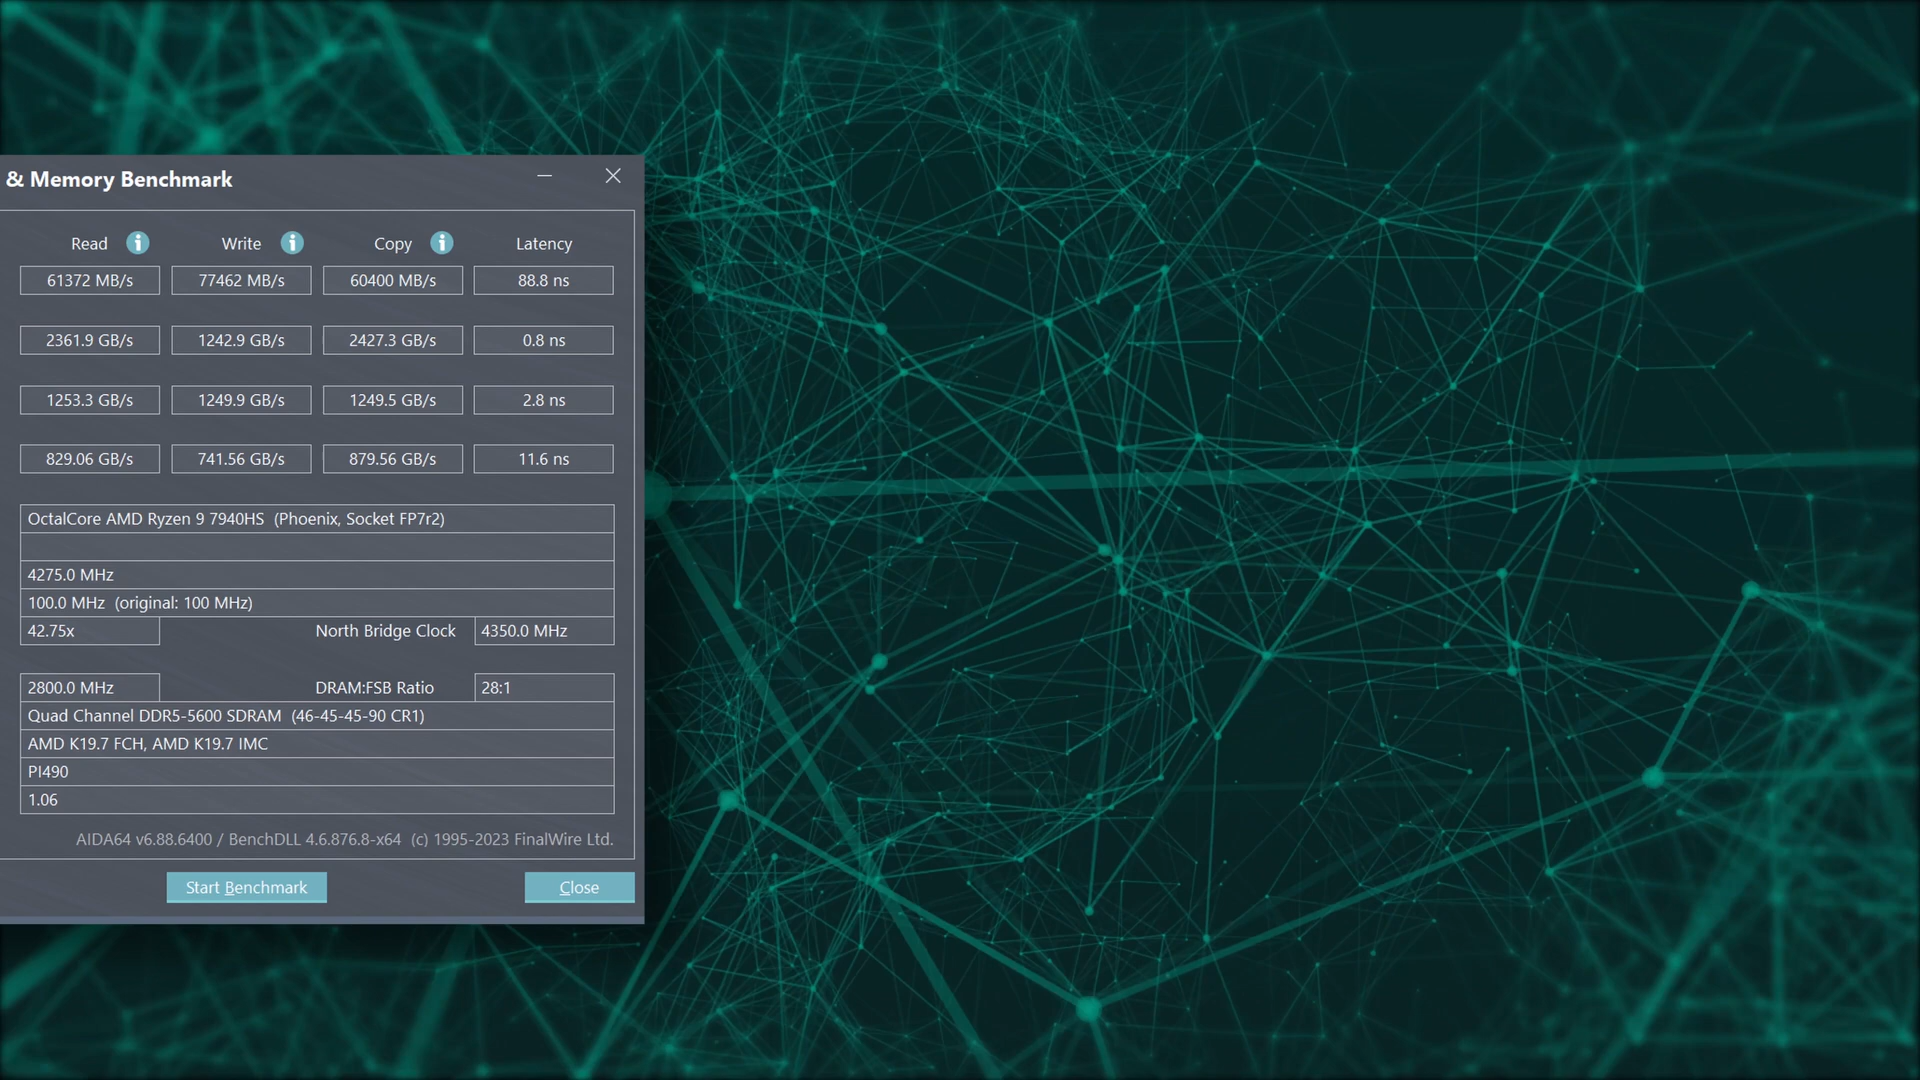 & Memory Benchmark
Read Write Copy Latency
61372 MB/s 77462 MB/s 60400 MB/s 88.8 ns
2361.9 GB/s 1242.9 GB/s 2427.3 GB/s 0.8 ns
1253.3 GB/s 1249.9 GB/s 1249.5 GB/s 2.8 ns
829.06 GB/s 741.56 GB/s 879.56 GB/s 11.6 ns
OctalCore AMD Ryzen 9 7940HS (Phoenix, Socket FP7r2)
4275.0 MHz
100.0 MHz (original: 100 MHz)
42.75x North Bridge Clock 4350.0 MHz
2800.0 MHz DRAM:FSB Ratio 28:1
Quad Channel DDR5-5600 SDRAM (46-45-45-90 CR1)
AMD K19.7 FCH, AMD K19.7 IMC
PI490
1.06
AIDA64 v6.88.6400 / BenchDLL 4.6.876.8-x64 (c) 1995-2023 FinalWire Ltd.
Start Benchmark Close